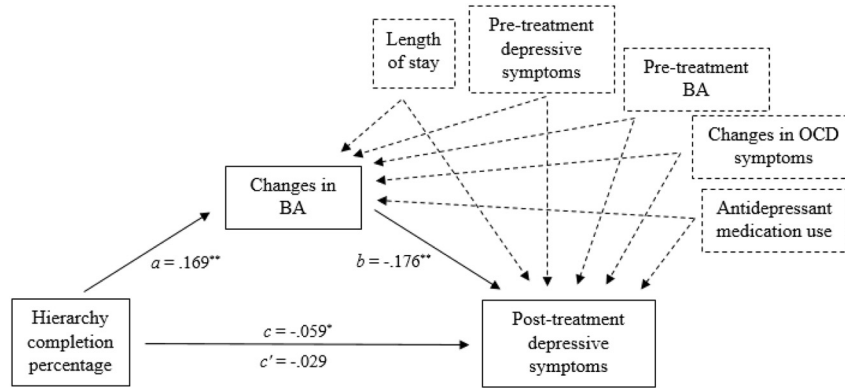 Length
of stay
Pre-treatment
depressive
symptoms
Pre-treatment
BA
Changes in OCD
symptoms
Antidepressant
medication use
Changes in
BA
a = .169**
b = -.176**
Hierarchy
completion
percentage
c = -.059*
c' = -.029
Post-treatment
depressive
symptoms